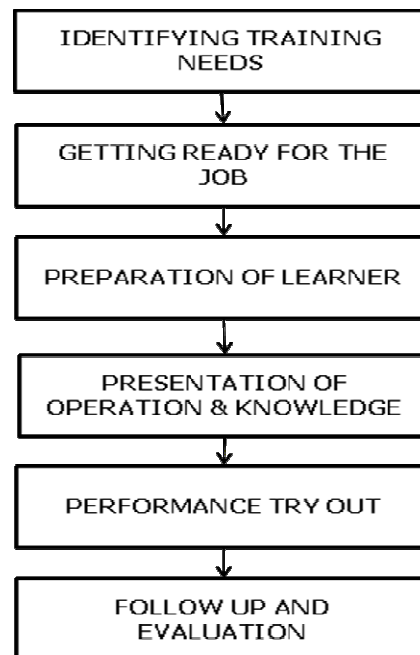 IDENTIFYING TRAINING
NEEDS
GETTING READY FOR THE
JOB
PREPARATION OF LEARNER
PRESENTATION OF
OPERATION & KNOWLEDGE
PERFORMANCE TRY OUT
FOLLOW UP AND
EVALUATION